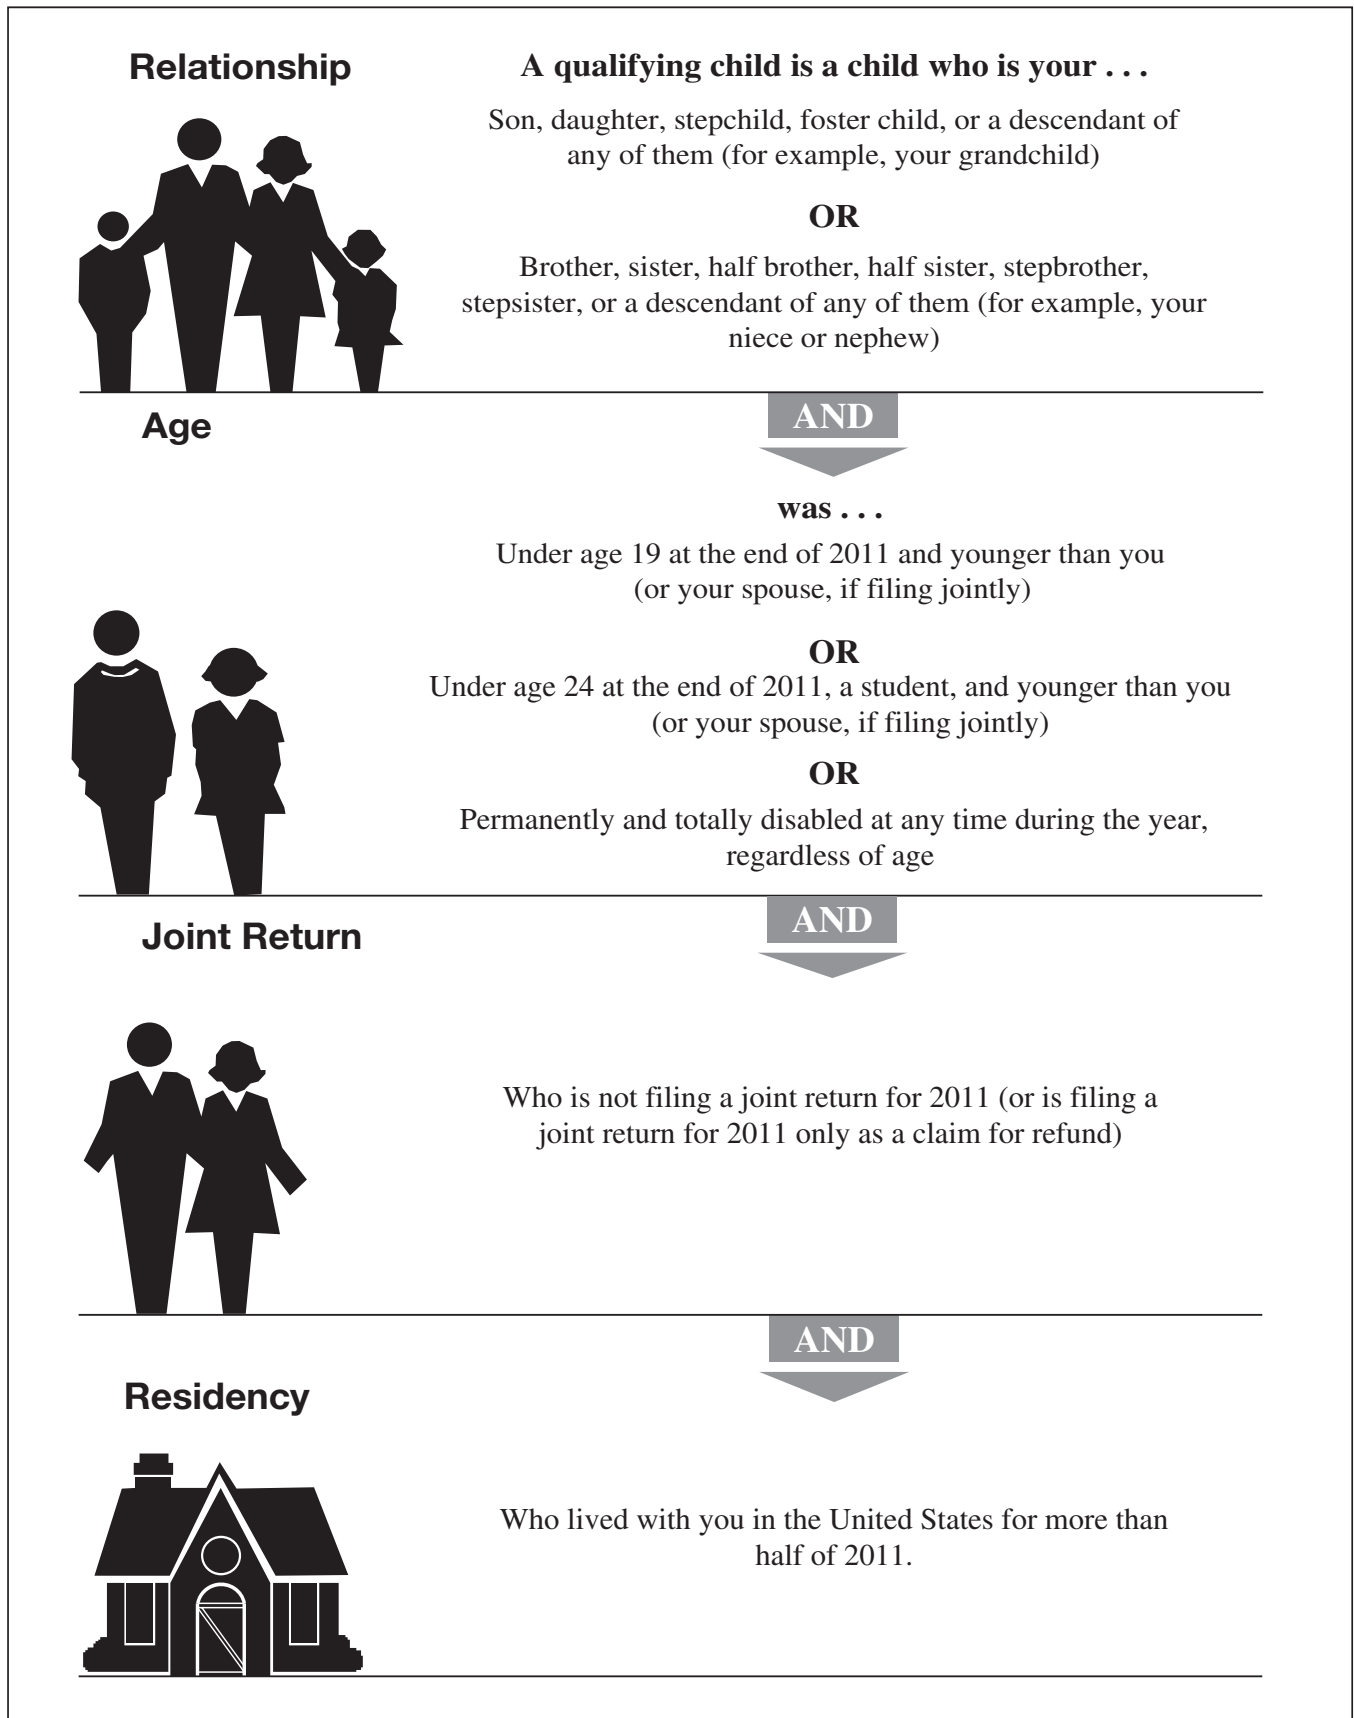 Relationship
A qualifying child is a child who is your . . .
Son, daughter, stepchild, foster child, or a descendant of
any of them (for example, your grandchild)
OR
Brother, sister, half brother, half sister, stepbrother,
stepsister, or a descendant of any of them (for example, your
niece or nephew)
AND
Age
was . . .
Under age 19 at the end of 2011 and younger than you
(or your spouse, if filing jointly)
OR
Under age 24 at the end of 2011, a student, and younger than you
(or your spouse, if filing jointly)
OR
Permanently and totally disabled at any time during the year,
regardless of age
AND
Joint Return
Who is not filing a joint return for 2011 (or is filing a
joint return for 2011 only as a claim for refund)
AND
Residency
Who lived with you in the United States for more than
half of 2011.